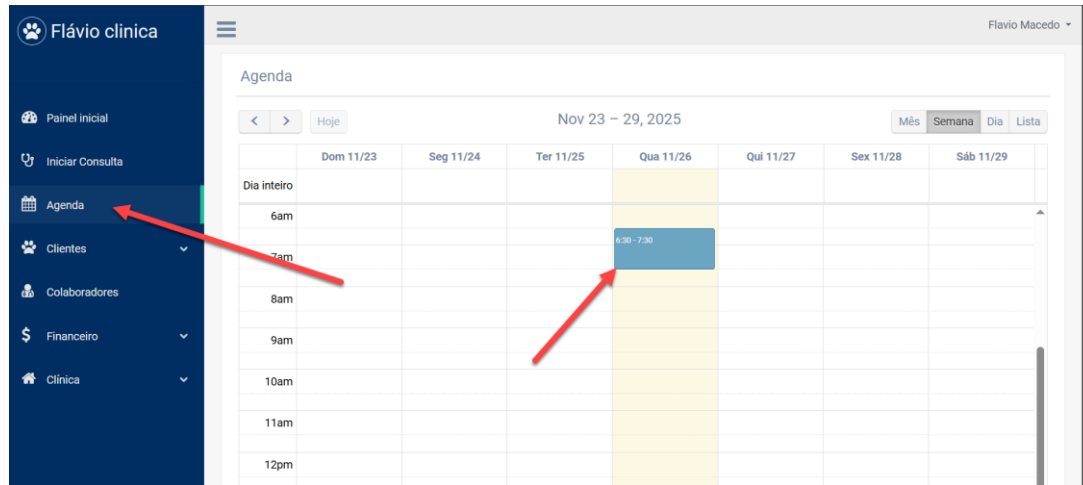 Flávio clinica
Flavio Macedo
Painel inicial
Iniciar Consulta
Agenda
Clientes
Colaboradores
Financeiro
Clínica
Agenda
Hoje
Nov 23 – 29, 2025
Mês Semana Dia Lista
Dom 11/23 Seg 11/24 Ter 11/25 Qua 11/26 Qui 11/27 Sex 11/28 Sáb 11/29
Dia inteiro
6am
6:30 - 7:30
7am
8am
9am
10am
11am
12pm